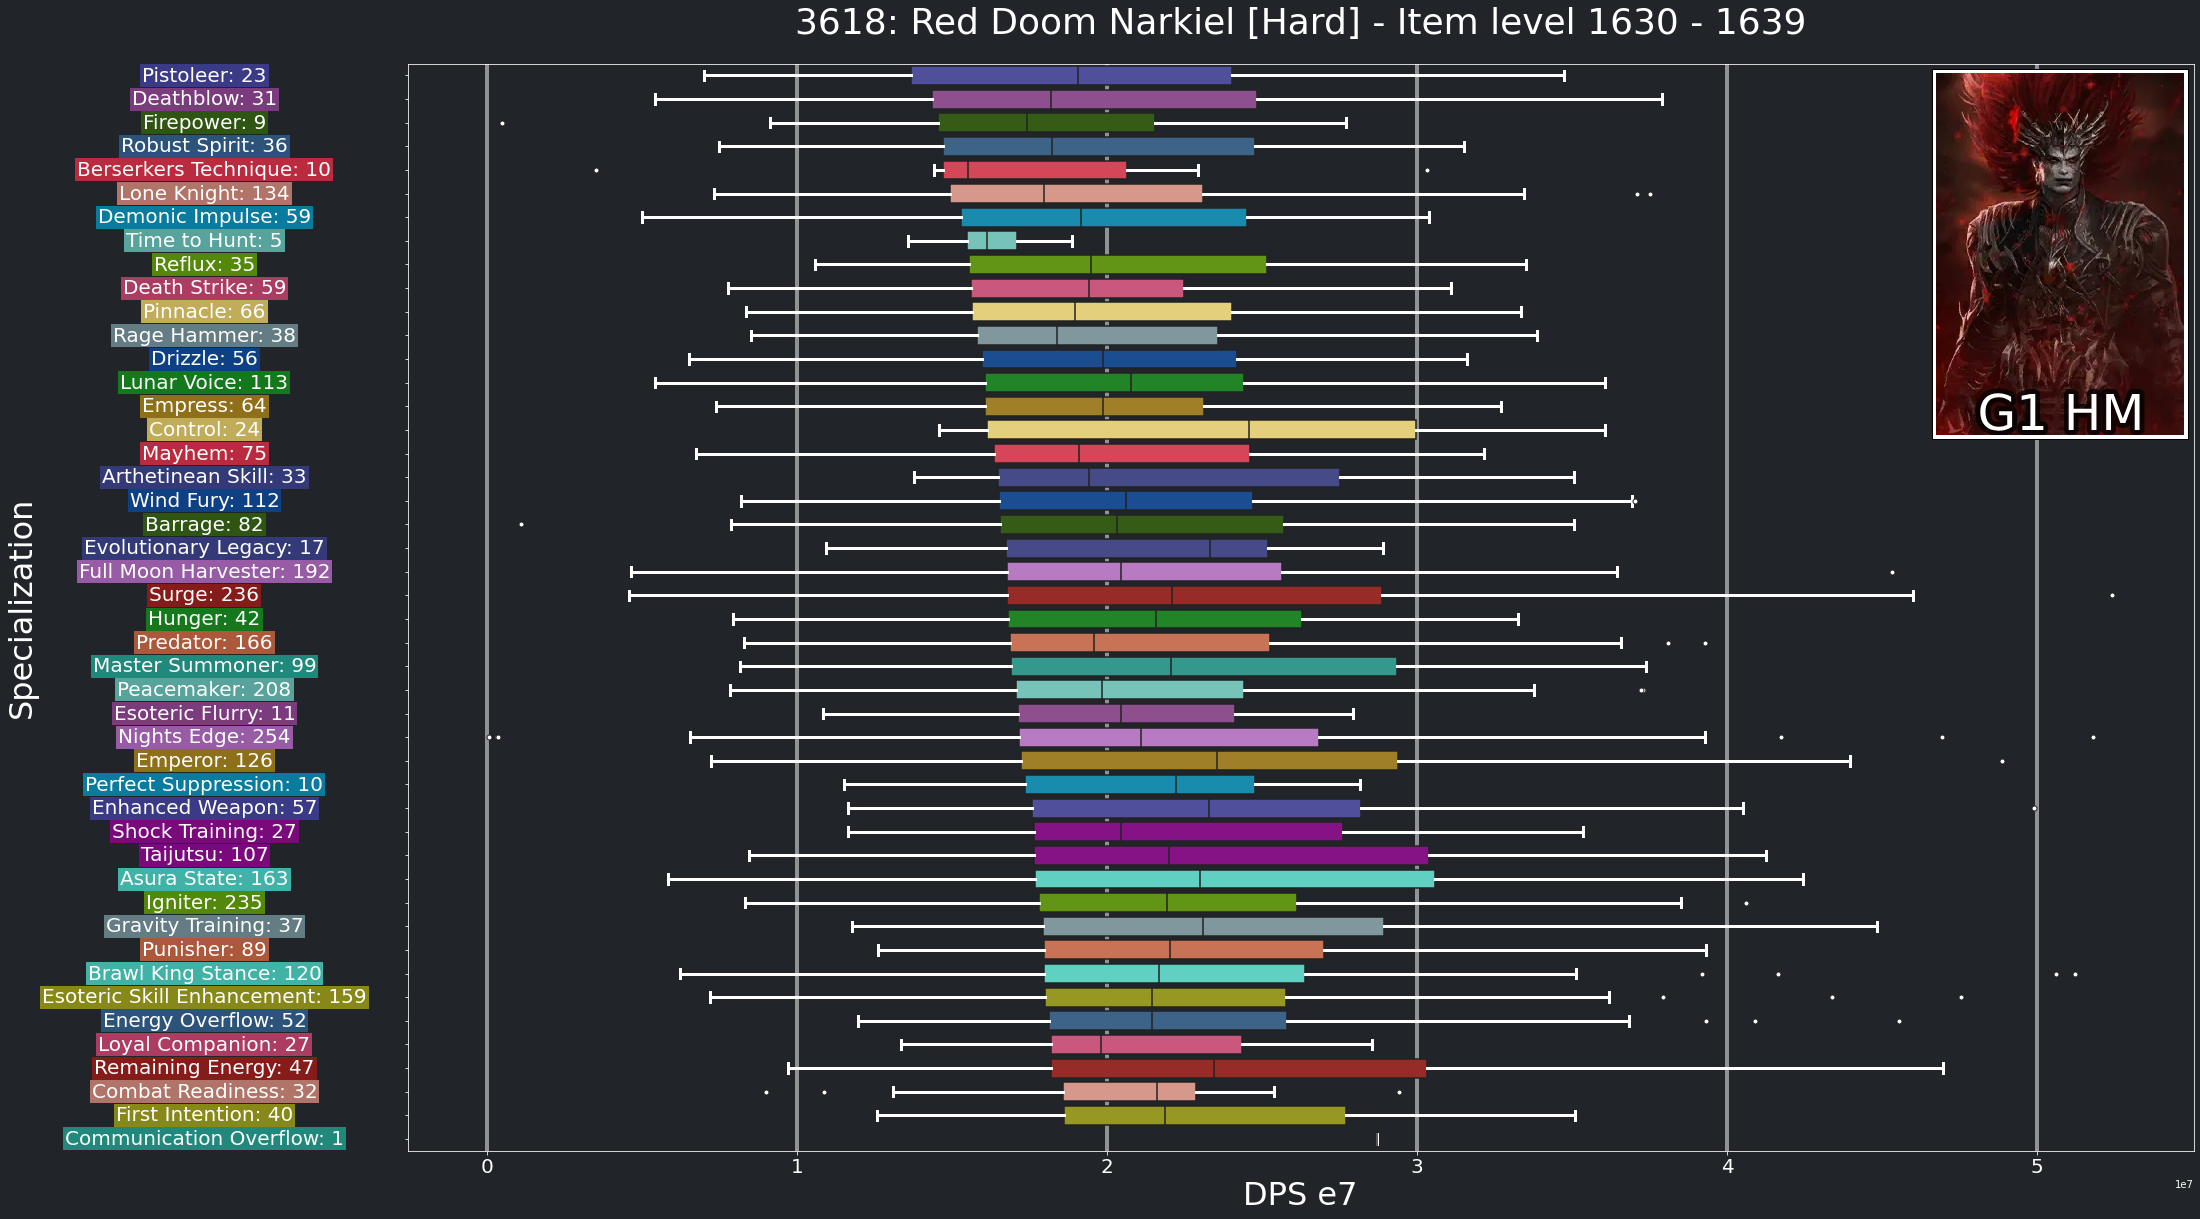 3618: Red Doom Narkiel [Hard] - Item level 1630 - 1639
Specialization
Pistoleer: 23
Deathblow: 31
Firepower: 9
Robust Spirit: 36
Berserkers Technique: 10
Lone Knight: 134
Demonic Impulse: 59
Time to Hunt: 5
Reflux: 35
Death Strike: 59
Pinnacle: 66
Rage Hammer: 38
Drizzle: 56
Lunar Voice: 113
Empress: 64
Control: 24
Mayhem: 75
Arthetinean Skill: 33
Wind Fury: 112
Barrage: 82
Evolutionary Legacy: 17
Full Moon Harvester: 192
Surge: 236
Hunger: 42
Predator: 166
Master Summoner: 99
Peacemaker: 208
Esoteric Flurry: 11
Nights Edge: 254
Emperor: 126
Perfect Suppression: 10
Enhanced Weapon: 57
Shock Training: 27
Taijutsu: 107
Asura State: 163
Igniter: 235
Gravity Training: 37
Punisher: 89
Brawl King Stance: 120
Esoteric Skill Enhancement: 159
Energy Overflow: 52
Loyal Companion: 27
Remaining Energy: 47
Combat Readiness: 32
First Intention: 40
Communication Overflow: 1
G1 HM
0 1 2 3 4 5
DPS e7
1e7